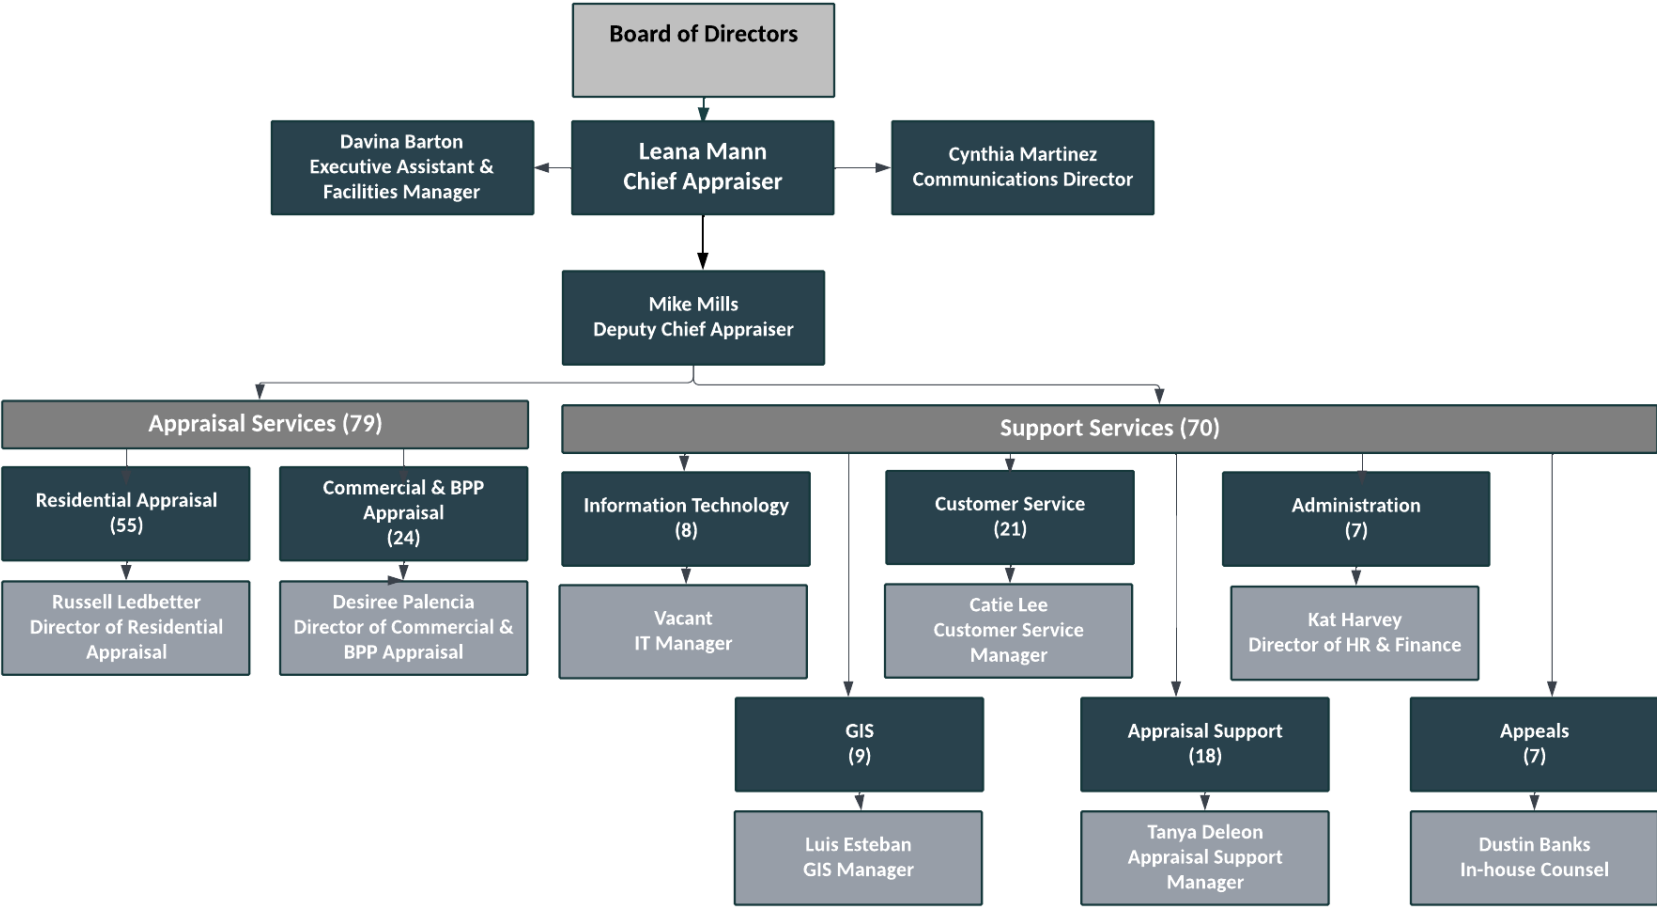 Board of Directors
Davina Barton
Executive Assistant &
Facilities Manager
Leana Mann
Chief Appraiser
Cynthia Martinez
Communications Director
Mike Mills
Deputy Chief Appraiser
Appraisal Services (79)
Support Services (70)
Residential Appraisal
(55)
Commercial & BPP
Appraisal
(24)
Information Technology
(8)
Customer Service
(21)
Administration
(7)
Russell Ledbetter
Director of Residential
Appraisal
Desiree Palencia
Director of Commercial &
BPP Appraisal
Vacant
IT Manager
Catie Lee
Customer Service
Manager
Kat Harvey
Director of HR & Finance
GIS
(9)
Appraisal Support
(18)
Appeals
(7)
Luis Esteban
GIS Manager
Tanya Deleon
Appraisal Support
Manager
Dustin Banks
In-house Counsel